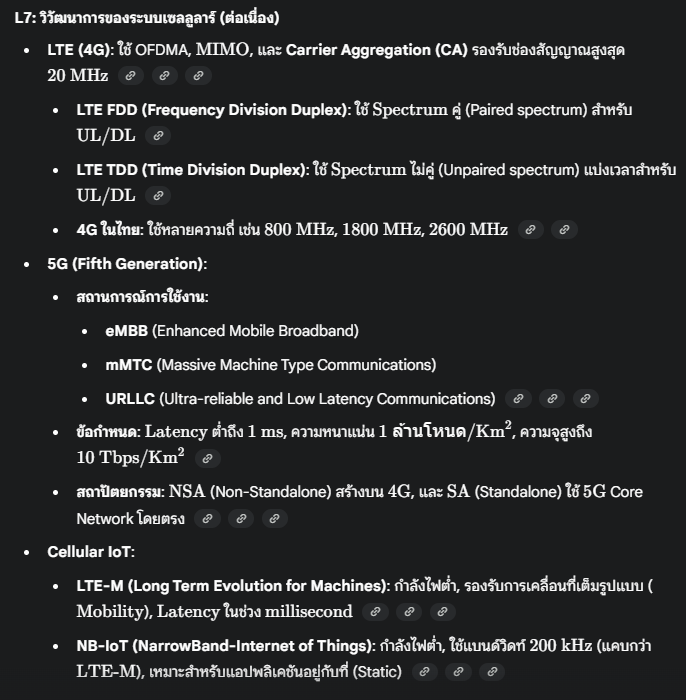 L7: วิวัฒนาการของระบบเซลลูลาร์ (ต่อเนื่อง)
• LTE (4G): ใช้ OFDMA, MIMO, และ Carrier Aggregation (CA) รองรับช่องสัญญาณสูงสุด
20 MHz
• LTE FDD (Frequency Division Duplex): ใช้ Spectrum คู่ (Paired spectrum) สำหรับ
UL/DL
• LTE TDD (Time Division Duplex): ใช้ Spectrum ไม่คู่ (Unpaired spectrum) แบ่งเวลาสำหรับ
UL/DL
• 4G ในไทย: ใช้หลายความถี่ เช่น 800 MHz, 1800 MHz, 2600 MHz
• 5G (Fifth Generation):
• สถานการณ์การใช้งาน:
• eMBB (Enhanced Mobile Broadband)
• mMTC (Massive Machine Type Communications)
• URLLC (Ultra-reliable and Low Latency Communications)
• ข้อกำหนด: Latency ต่ำถึง 1 ms, ความหนาแน่น 1 ล้านโหนด/Km², ความจุสูงถึง
10 Tbps/Km²
• สถาปัตยกรรม: NSA (Non-Standalone) สร้างบน 4G, และ SA (Standalone) ใช้ 5G Core
Network โดยตรง
• Cellular IoT:
• LTE-M (Long Term Evolution for Machines): กำลังไฟต่ำ, รองรับการเคลื่อนที่เต็มรูปแบบ (
Mobility), Latency ในช่วง millisecond
• NB-IoT (NarrowBand-Internet of Things): กำลังไฟต่ำ, ใช้แบนด์วิดท์ 200 kHz (แคบกว่า
LTE-M), เหมาะสำหรับแอปพลิเคชันอยู่กับที่ (Static)